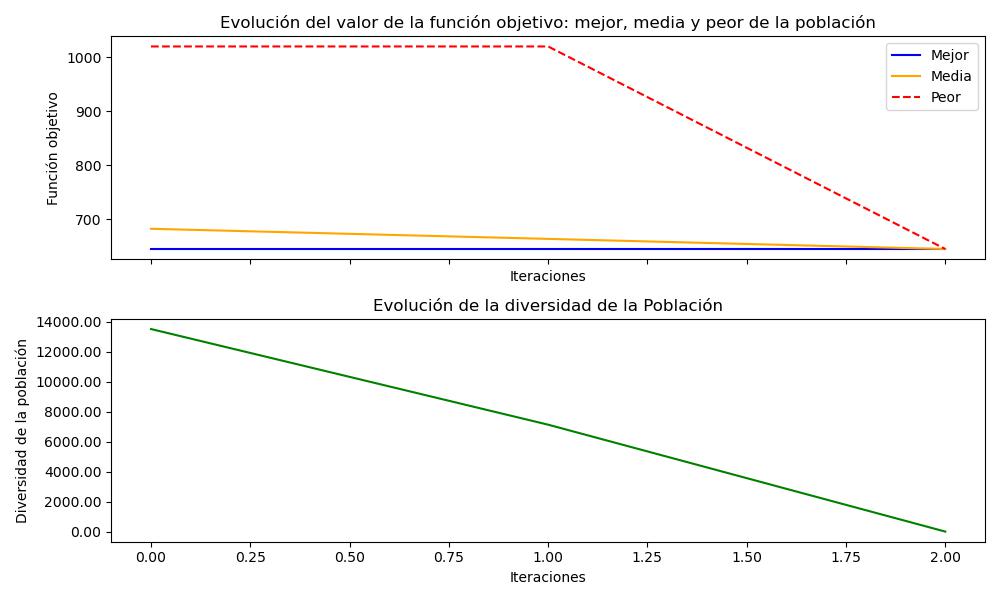 Evolución del valor de la función objetivo: mejor, media y peor de la población
Función objetivo
1000
900
800
700
Mejor
Media
Peor
Iteraciones
Evolución de la diversidad de la Población
Diversidad de la población
14000.00
12000.00
10000.00
8000.00
6000.00
4000.00
2000.00
0.00
0.00 0.25 0.50 0.75 1.00 1.25 1.50 1.75 2.00
Iteraciones